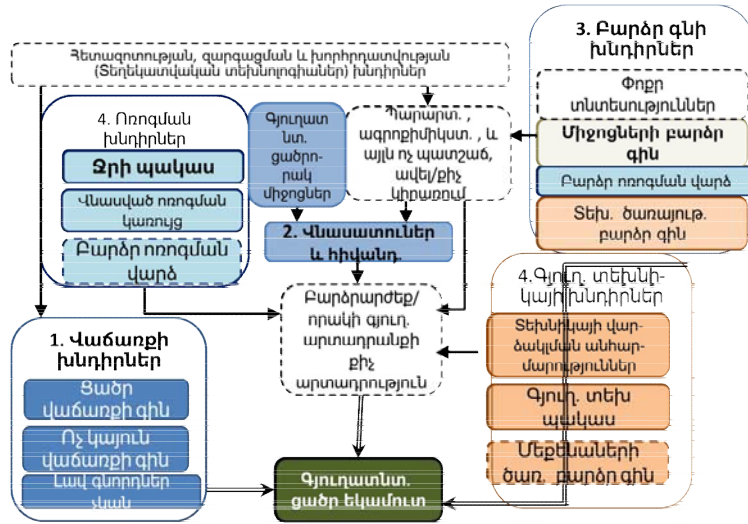 Հետազոտության, զարգացման և խորհրդատվության
(Տեղեկատվական տեխնոլոգիաներ) խնդիրներ
3. Բարձր գնի
խնդիրներ
Փոքր
տնտեսություններ
Միջոցների բարձր
գին
Բարձր ոռոգման վարձ
Տեխ. ծառայութ.
բարձր գին
4. Ոռոգման
խնդիրներ
Ջրի պակաս
Վնասված ոռոգման
կառույց
Բարձր ոռոգման
վարձ
Գյուղատ
նտ.
ցածրո-
րակ
միջոցներ
Պարարտ. ,
ագրոքիմիկստ. , և
այլն ոչ պատշաճ,
ավել/քիչ
կիրառում
2. Վնասատուներ
և հիվանդ.
Բարձրարժեք/
որակի գյուղ.
արտադրանքի
քիչ
արտադրություն
4.Գյուղ. տեխնի-
կայի խնդիրներ
Տեխնիկայի վար-
ձակլման անհար-
մարություններ
Գյուղ. տեխ
պակաս
Մեքենաների
ծառ. բարձր գին
1. Վաճառքի
խնդիրներ
Ցածր
վաճառքի գին
Ոչ կայուն
վաճառքի գին
Լավ գնորդներ
չկան
Գյուղատնտ.
ցածր եկամուտ